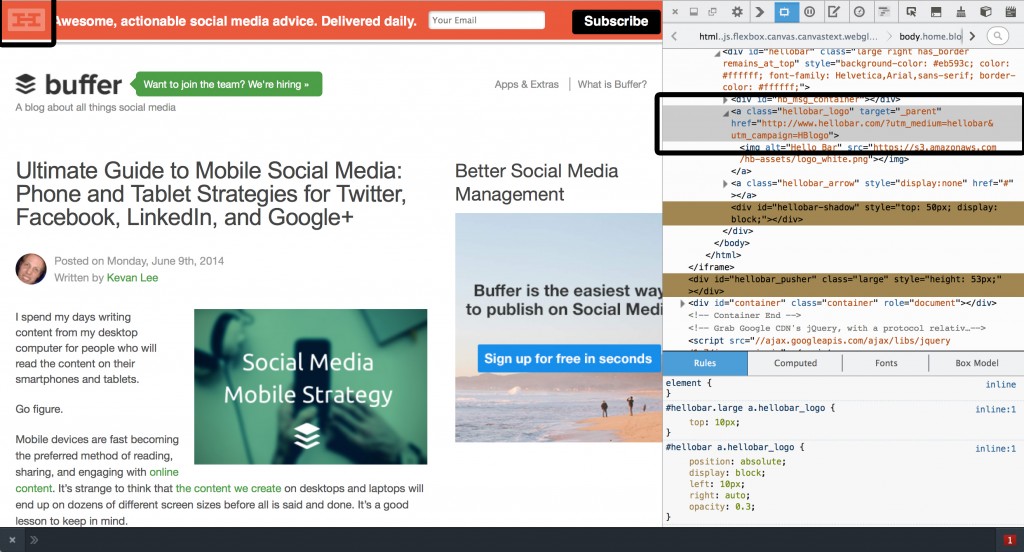 Awesome, actionable social media advice. Delivered daily.
Your Email
Subscribe
buffer
Want to join the team? We're hiring »
A blog about all things social media
Apps & Extras
What is Buffer?
Ultimate Guide to Mobile Social Media:
Phone and Tablet Strategies for Twitter,
Facebook, LinkedIn, and Google+
Posted on Monday, June 9th, 2014
Written by Kevan Lee
I spend my days writing
content from my desktop
computer for people who will
read the content on their
smartphones and tablets.
Go figure.
Mobile devices are fast becoming
the preferred method of reading,
sharing, and engaging with online
content. It's strange to think that the content we create on desktops and laptops will
end up on dozens of different screen sizes before all is said and done. It's a good
lesson to keep in mind.
Social Media
Mobile Strategy
Better Social Media
Management
Buffer is the easiest way
to publish on Social Med
Sign up for free in seconds
html.js.flexbox.canvas.canvastext.webgl…
body.home.blo
<div id="hellobar" class="large right has_border
remains_at_top" style="background-color: #eb593c; color:
#ffffff; font-family: Helvetica,Arial,sans-serif; border-
color: #ffffff;">
<div id="hb_msg_container"></div>
<a class="hellobar_logo" target="_parent"
href="http://www.hellobar.com/?utm_medium=hellobar&
utm_campaign=HBlogo">
<img alt="Hello Bar" src="https://s3.amazonaws.com
/hb-assets/logo_white.png"></img>
</a>
<a class="hellobar_arrow" style="display:none" href="#"
></a>
<div id="hellobar-shadow" style="top: 50px; display:
block;"></div>
</div>
</body>
</html>
</iframe>
<div id="hellobar_pusher" class="large" style="height: 53px;"
></div>
<div id="container" class="container" role="document"></div>
<!-- Container End -->
<!-- Grab Google CDN's jQuery, with a protocol relativ…-->
<script src="//ajax.googleapis.com/ajax/libs/jquery
Rules
Computed
Fonts
Box Model
element {
inline
}
#hellobar.large a.hellobar_logo {
inline:1
top: 10px;
}
#hellobar a.hellobar_logo {
inline:1
position: absolute;
display: block;
left: 10px;
right: auto;
opacity: 0.3;
}
1